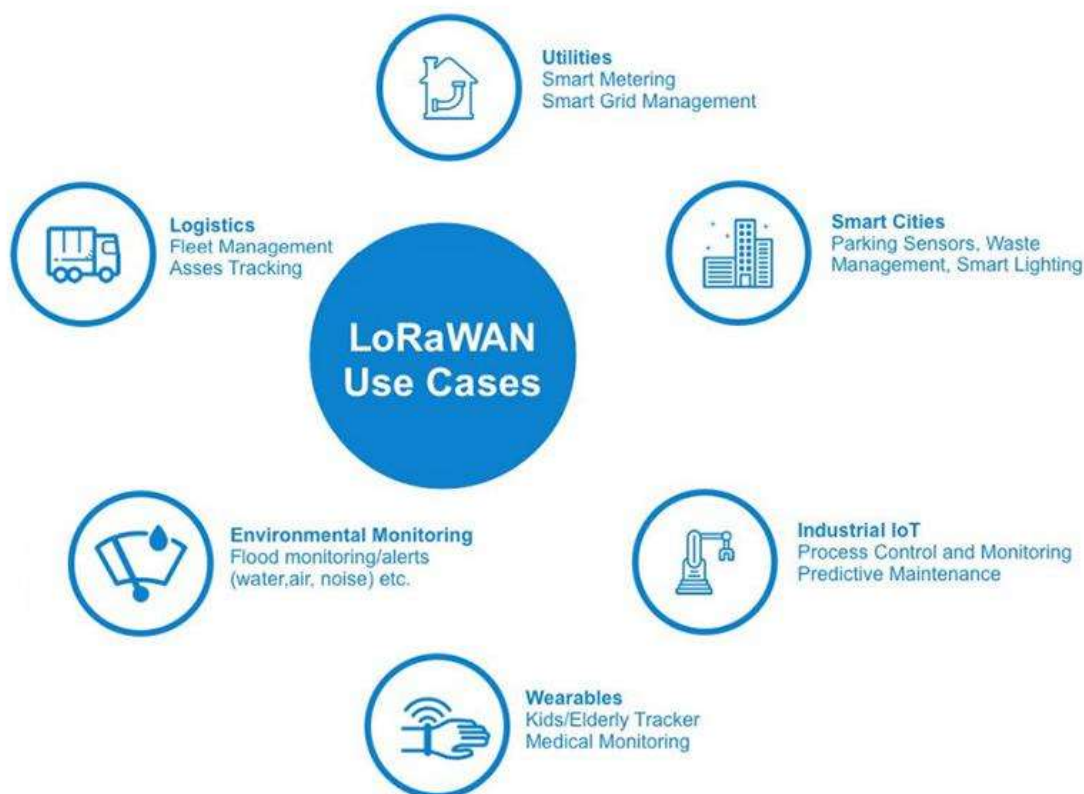 Utilities
Smart Metering
Smart Grid Management
Logistics
Fleet Management
Asses Tracking
Smart Cities
Parking Sensors, Waste
Management, Smart Lighting
LoRaWAN
Use Cases
Environmental Monitoring
Flood monitoring/alerts
(water,air, noise) etc.
Industrial IoT
Process Control and Monitoring
Predictive Maintenance
Wearables
Kids/Elderly Tracker
Medical Monitoring